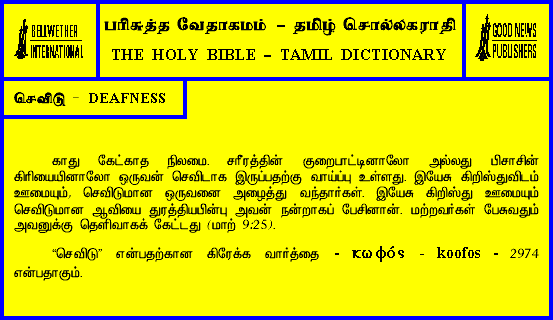 BELLWETHER
INTERNATIONAL
பரிசுத்த வேதாகமம் – தமிழ் சொல்லகராதி
THE HOLY BIBLE – TAMIL DICTIONARY
GOOD NEWS
PUBLISHERS
செவிடு – DEAFNESS
காது கேட்காத நிலமை. சரீரத்தின் குறைபாட்டினாலோ அல்லது பிசாசின்
கிரியையினாலோ ஒருவன் செவிடாக இருப்பதற்கு வாய்ப்பு உள்ளது. இயேசு கிறிஸ்துவிடம்
ஊமையும், செவிடுமான ஒருவனை அழைத்து வந்தார்கள். இயேசு கிறிஸ்து ஊமையும்
செவிடுமான ஆவியை துரத்தியபின்பு அவன் நன்றாகப் பேசினான். மற்றவர்கள் பேசுவதும்
அவனுக்கு தெளிவாகக் கேட்டது (மாற் 9:25).
“செவிடு” என்பதற்கான கிரேக்க வார்த்தை - κωφós - koofos - 2974
என்பதாகும்.